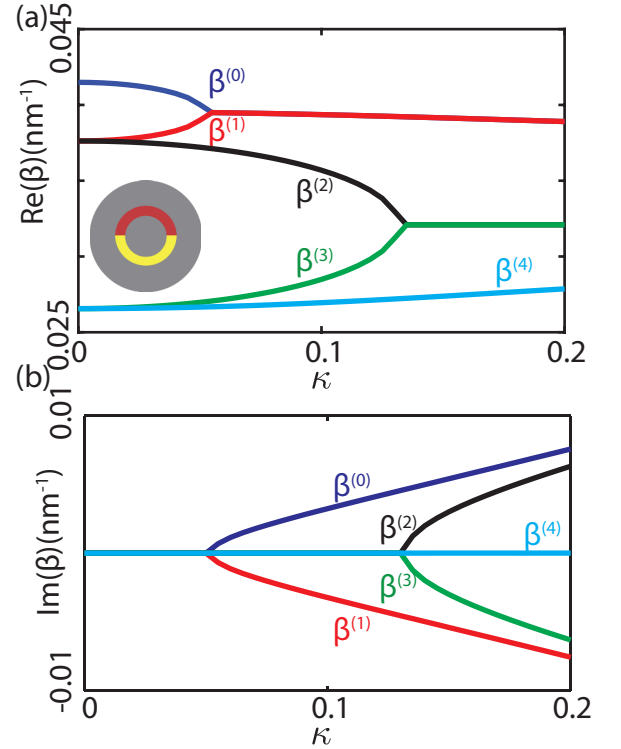 (a)
0.045
Re(β)(nm⁻¹)
0.025
β⁽⁰⁾
β⁽¹⁾
β⁽²⁾
β⁽³⁾
β⁽⁴⁾
0
0.1
0.2
κ
(b)
0.01
Im(β)(nm⁻¹)
-0.01
β⁽⁰⁾
β⁽²⁾
β⁽⁴⁾
β⁽³⁾
β⁽¹⁾
0
0.1
0.2
κ